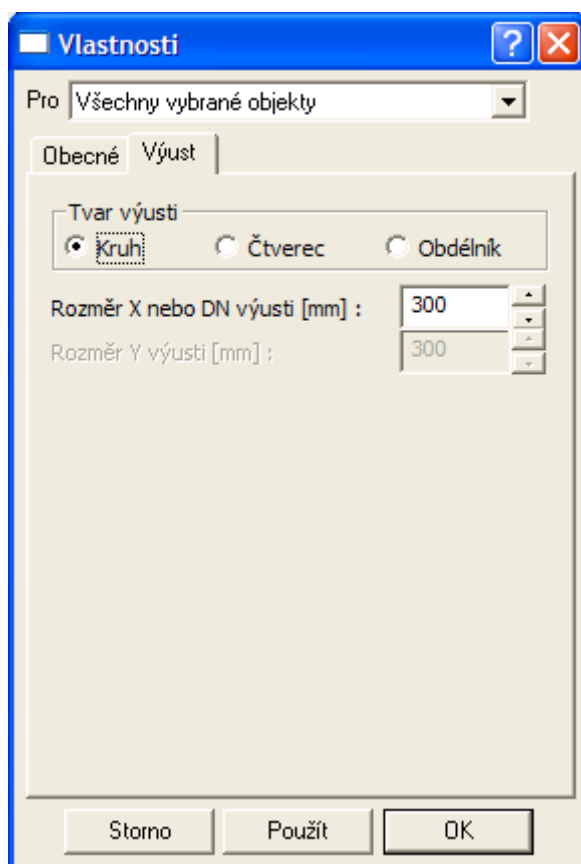 Vlastnosti
Pro Všechny vybrané objekty
Obecné Výust
Tvar výusti
Kruh Čtverec Obdélník
Rozměr X nebo DN výusti [mm] : 300
Rozměr Y výusti [mm] : 300
Storno Použít OK